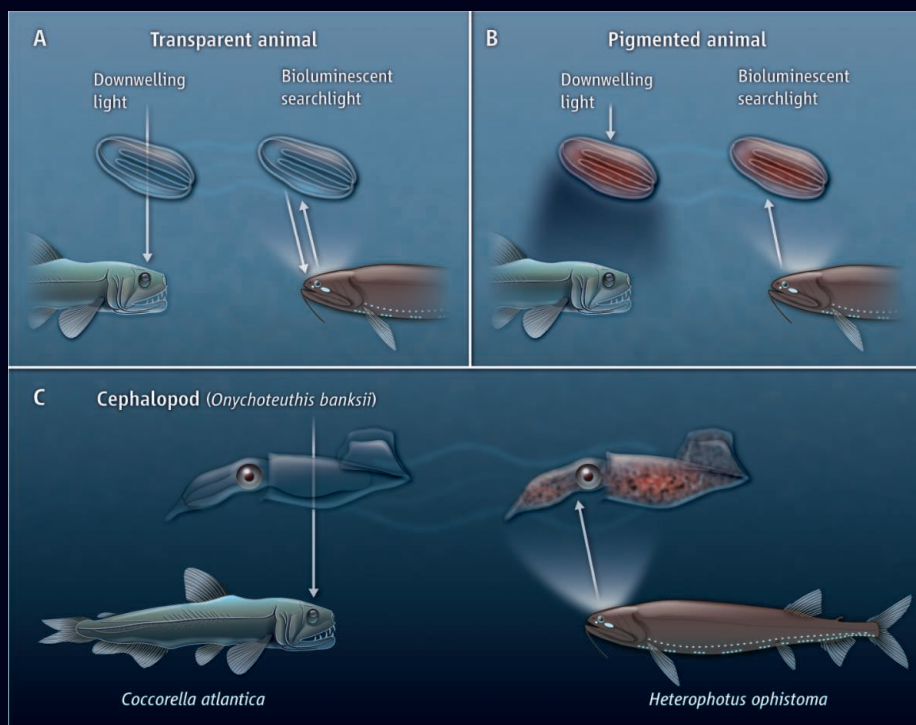 A
Transparent animal
Downwelling
light
Bioluminescent
searchlight
B
Pigmented animal
Downwelling
light
Bioluminescent
searchlight
C
Cephalopod (Onychoteuthis banksii)
Coccorella atlantica
Heterophotus ophistoma